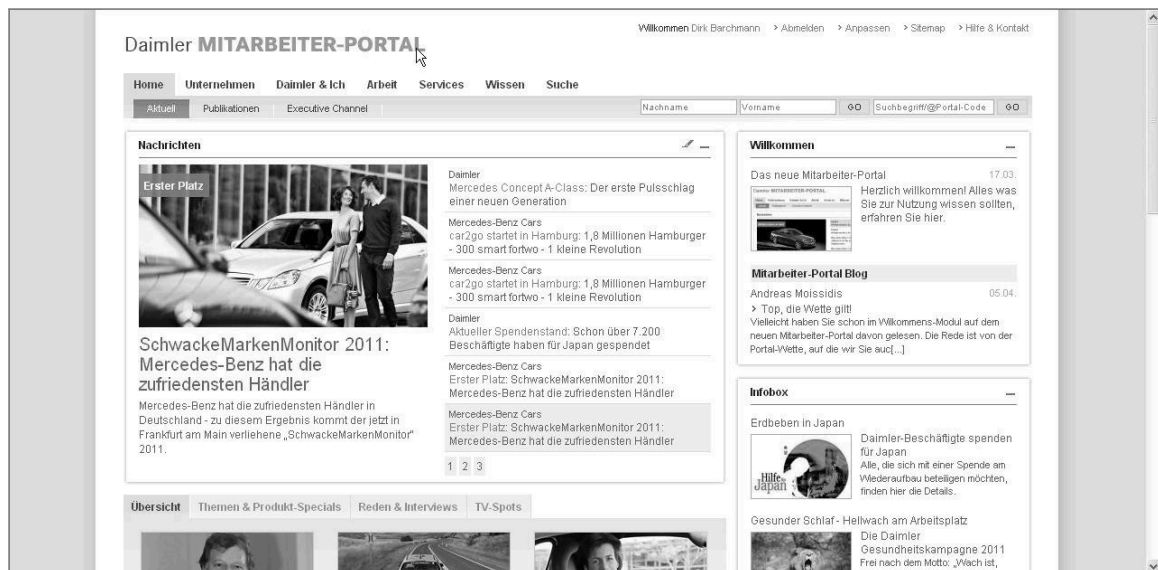 Willkommen Dirk Barchmann > Abmelden > Anpassen > Sitemap > Hilfe & Kontakt
Daimler MITARBEITER-PORTAL
Home Unternehmen Daimler & Ich Arbeit Services Wissen Suche
Aktuell Publikationen Executive Channel Nachname Vorname GO Suchbegriff/@Portal-Code GO
Nachrichten
Erster Platz
SchwackeMarkenMonitor 2011:
Mercedes-Benz hat die
zufriedensten Händler
Mercedes-Benz hat die zufriedensten Händler in
Deutschland - zu diesem Ergebnis kommt der jetzt in
Frankfurt am Main verliehene „SchwackeMarkenMonitor"
2011.
Daimler
Mercedes Concept A-Class: Der erste Pulsschlag
einer neuen Generation
Mercedes-Benz Cars
car2go startet in Hamburg: 1,8 Millionen Hamburger
- 300 smart fortwo - 1 kleine Revolution
Mercedes-Benz Cars
car2go startet in Hamburg: 1,8 Millionen Hamburger
- 300 smart fortwo - 1 kleine Revolution
Daimler
Aktueller Spendenstand: Schon über 7.200
Beschäftigte haben für Japan gespendet
Mercedes-Benz Cars
Erster Platz: SchwackeMarkenMonitor 2011:
Mercedes-Benz hat die zufriedensten Händler
Mercedes-Benz Cars
Erster Platz: SchwackeMarkenMonitor 2011:
Mercedes-Benz hat die zufriedensten Händler
1 2 3
Übersicht Themen & Produkt-Specials Reden & Interviews TV-Spots
Willkommen
Das neue Mitarbeiter-Portal 17.03.
Daimler MITARBEITER-PORTAL
Herzlich willkommen! Alles was
Sie zur Nutzung wissen sollten,
erfahren Sie hier.
Mitarbeiter-Portal Blog
Andreas Moissidis 05.04.
> Top, die Wette gilt!
Vielleicht haben Sie schon im Willkommens-Modul auf dem
neuen Mitarbeiter-Portal davon gelesen. Die Rede ist von der
Portal-Wette, auf die wir Sie auc[...]
Infobox
Erdbeben in Japan
Hilfe für
Japan
Daimler-Beschäftigte spenden
für Japan
Alle, die sich mit einer Spende am
Wiederaufbau beteiligen möchten,
finden hier die Details.
Gesunder Schlaf - Hellwach am Arbeitsplatz
Die Daimler
Gesundheitskampagne 2011
Frei nach dem Motto: „Wach ist,